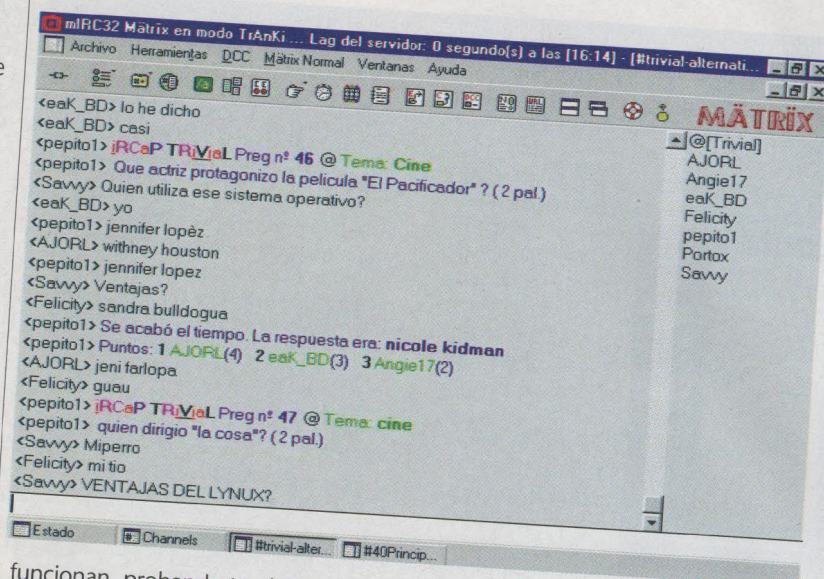 mIRC32 Mätrix en modo TrAnKi ... Lag del servidor: 0 segundo(s) a las [16:14] - [#trivial-alternati...
Archivo Herramientas DCC Mätrix Normal Ventanas Ayuda
MÄTRÏX
<eaK_BD> lo he dicho
<eaK_BD> casi
<pepito1> iRCaP TRiViaL Preg nº 46 @ Tema: Cine
<pepito1> Que actriz protagonizo la pelicula "El Pacificador" ? ( 2 pal.)
<Savvy> Quien utiliza ese sistema operativo?
<eaK_BD> yo
<pepito1> jennifer lopèz
<AJORL> withney houston
<pepito1> jennifer lopez
<Savvy> Ventajas?
<Felicity> sandra bulldogua
<pepito1> Se acabó el tiempo. La respuesta era: nicole kidman
<pepito1> Puntos: 1 AJORL(4) 2 eaK_BD(3) 3 Angie17(2)
<AJORL> jeni farlopa
<Felicity> guau
<pepito1> iRCaP TRiViaL Preg nº 47 @ Tema: cine
<pepito1> quien dirigio "la cosa"? ( 2 pal.)
<Savvy> Miperro
<Felicity> mi tio
<Savvy> VENTAJAS DEL LYNUX?
@[Trivial]
AJORL
Angie17
eaK_BD
Felicity
pepito1
Portox
Savvy
Estado #Channels #trivial-alter... #40Princip...
funcionan